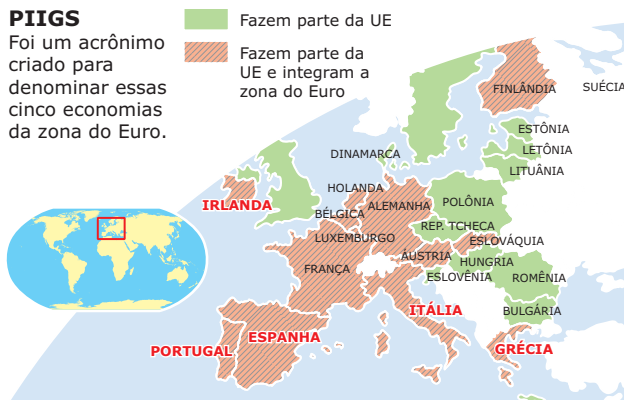 PIIGS
Foi um acrônimo
criado para
denominar essas
cinco economias
da zona do Euro.
Fazem parte da UE
Fazem parte da
UE e integram a
zona do Euro
FINLÂNDIA
SUÉCIA
ESTÔNIA
LETÔNIA
LITUÂNIA
DINAMARCA
HOLANDA
IRLANDA
ALEMANHA
POLÔNIA
BÉLGICA
REP. TCHECA
LUXEMBURGO
ESLOVÁQUIA
ÁUSTRIA
HUNGRIA
FRANÇA
ESLOVÊNIA
ROMÊNIA
ITÁLIA
BULGÁRIA
ESPANHA
PORTUGAL
GRÉCIA